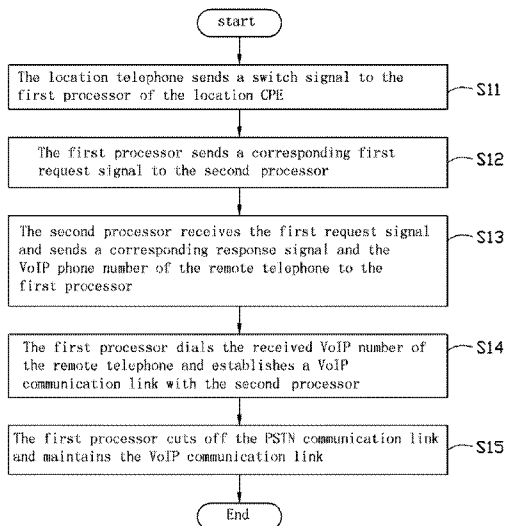 start
The location telephone sends a switch signal to the
first processor of the location CPE
S11
The first processor sends a corresponding first
request signal to the second processor
S12
The second processor receives the first request signal
and sends a corresponding response signal and the
VoIP phone number of the remote telephone to the
first processor
S13
The first processor dials the received VoIP number of
the remote telephone and establishes a VoIP
communication link with the second processor
S14
The first processor cuts off the PSTN communication link
and maintains the VoIP communication link
S15
End